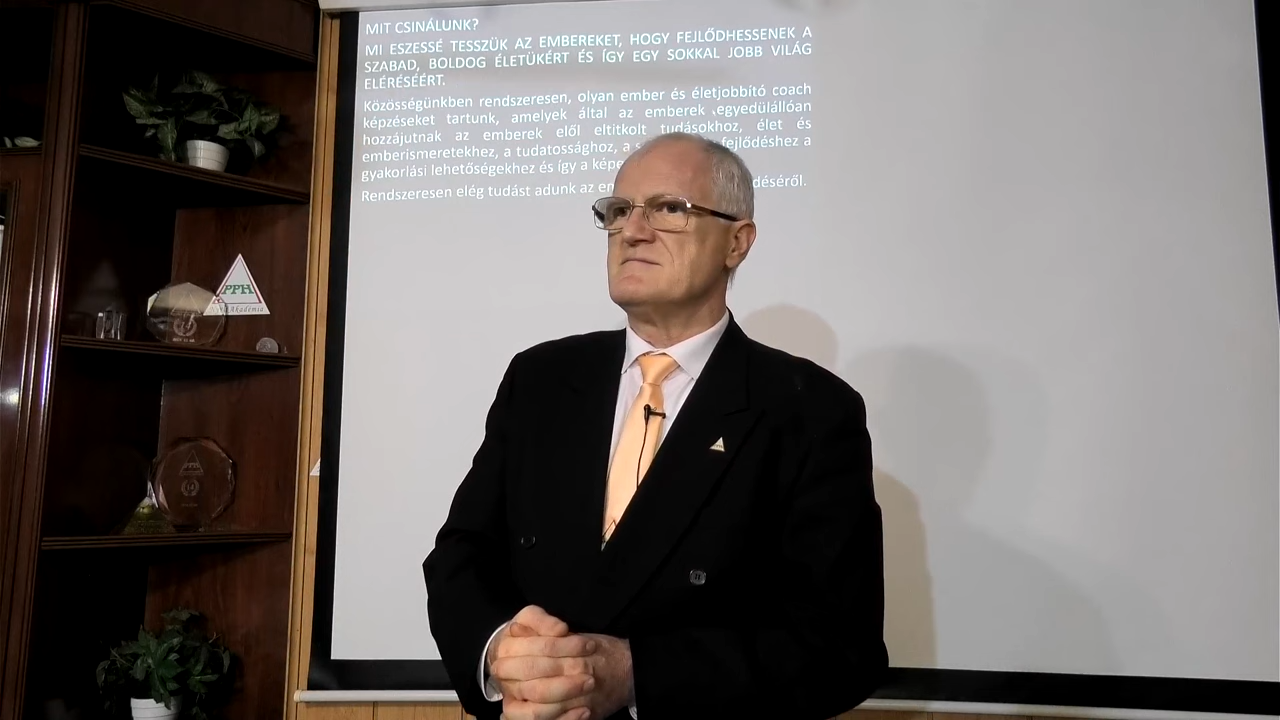 MIT CSINÁLUNK?
MI ESZESSÉ TESSZÜK AZ EMBEREKET, HOGY FEJLŐDHESSENEK A
SZABAD, BOLDOG ÉLETÜKÉRT ÉS ÍGY EGY SOKKAL JOBB VILÁG
ELÉRÉSÉÉRT.
Közösségünkben rendszeresen, olyan ember és életjobbító coach
képzéseket tartunk, amelyek által az emberek egyedülállóan
hozzájutnak az emberek elől eltitkolt tudásokhoz, élet és
emberismeretekhez, a tudatossághoz, a fejlődéshez a
gyakorlási lehetőségekhez és így a
Rendszeresen elég tudást adunk az
PPH
Akadémia